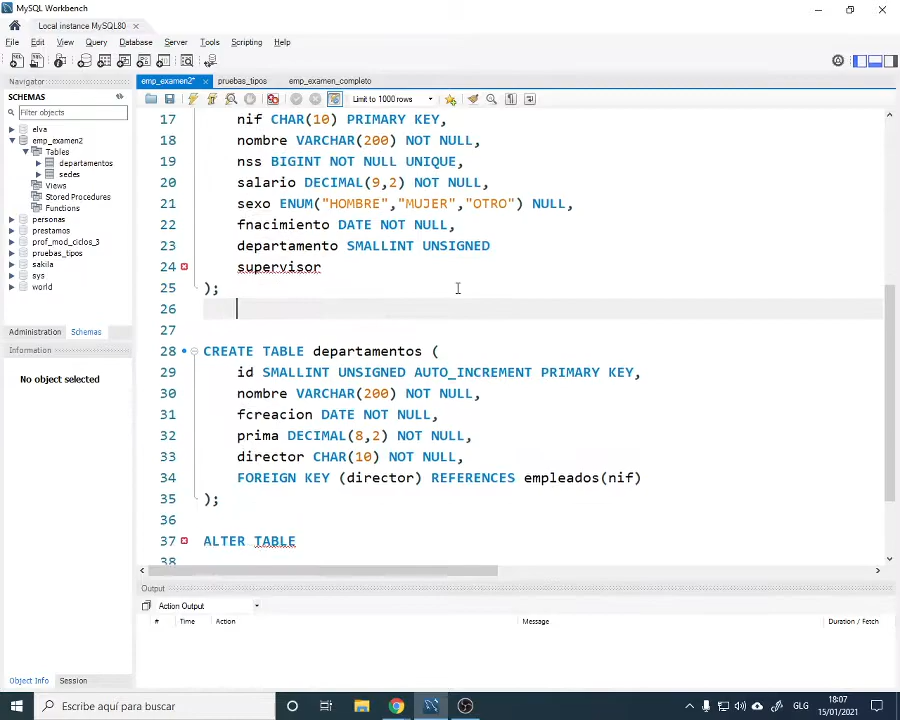 MySQL Workbench
Local instance MySQL80
File Edit View Query Database Server Tools Scripting Help
Navigator
SCHEMAS
Filter objects
elva
emp_examen2
Tables
departamentos
sedes
Views
Stored Procedures
Functions
personas
prestamos
prof_mod_ciclos_3
pruebas_tipos
sakila
sys
world
Administration Schemas
Information
No object selected
Object Info Session
emp_examen2* pruebas_tipos emp_examen_completo
Limit to 1000 rows
17 nif CHAR(10) PRIMARY KEY,
18 nombre VARCHAR(200) NOT NULL,
19 nss BIGINT NOT NULL UNIQUE,
20 salario DECIMAL(9,2) NOT NULL,
21 sexo ENUM("HOMBRE","MUJER","OTRO") NULL,
22 fnacimiento DATE NOT NULL,
23 departamento SMALLINT UNSIGNED
24 supervisor
25 );
26
27
28 CREATE TABLE departamentos (
29 id SMALLINT UNSIGNED AUTO_INCREMENT PRIMARY KEY,
30 nombre VARCHAR(200) NOT NULL,
31 fcreacion DATE NOT NULL,
32 prima DECIMAL(8,2) NOT NULL,
33 director CHAR(10) NOT NULL,
34 FOREIGN KEY (director) REFERENCES empleados(nif)
35 );
36
37 ALTER TABLE
38
Output
Action Output
# Time Action Message Duration / Fetch
Escribe aquí para buscar
GLG
18:07
15/01/2021